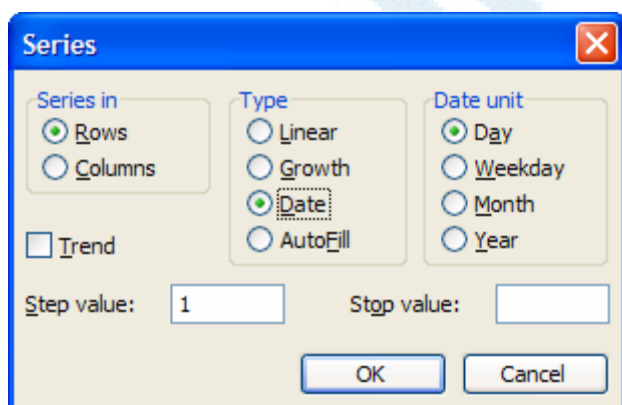 Series
Series in
Rows
Columns
Trend
Type
Linear
Growth
Date
AutoFill
Date unit
Day
Weekday
Month
Year
Step value: 1
Stop value:
OK
Cancel